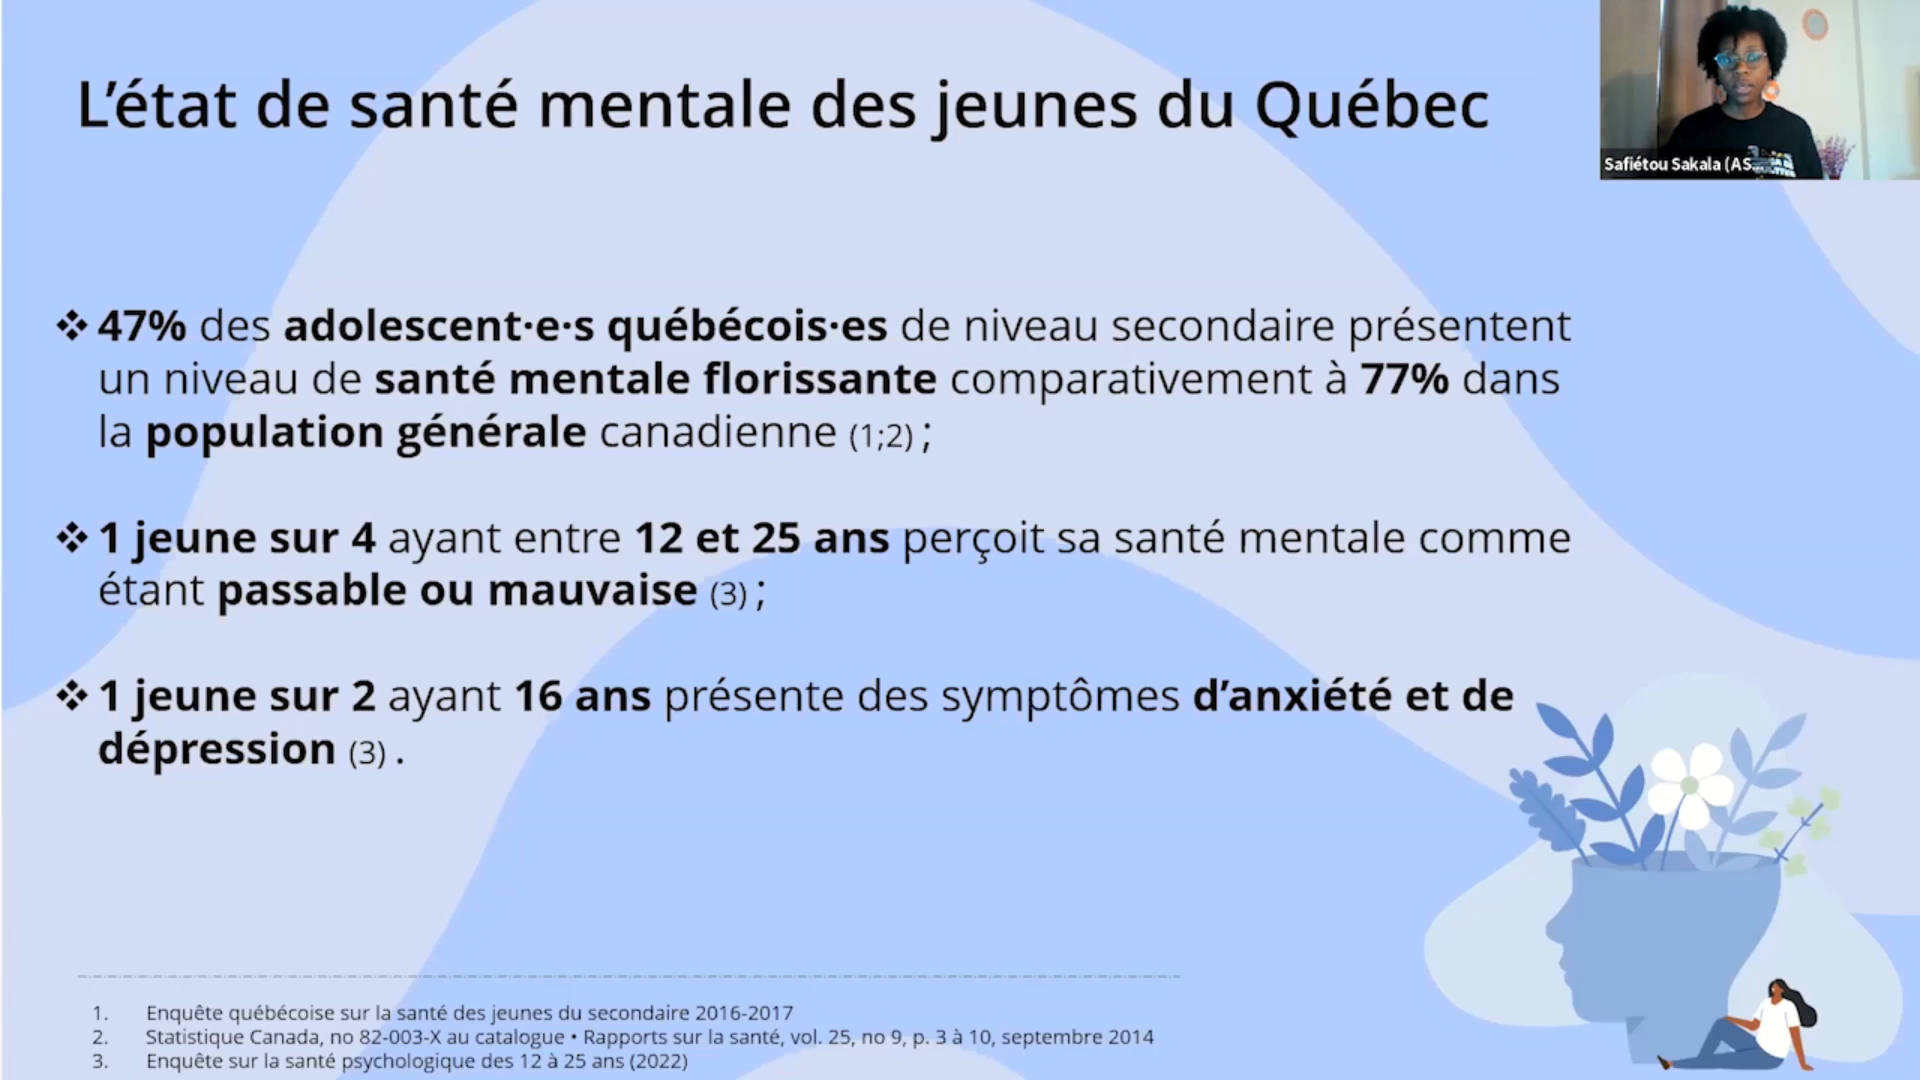 L’état de santé mentale des jeunes du Québec
Safiétou Sakala (AS...
❖ 47% des adolescent·e·s québécois·es de niveau secondaire présentent
un niveau de santé mentale florissante comparativement à 77% dans
la population générale canadienne (1;2) ;
❖ 1 jeune sur 4 ayant entre 12 et 25 ans perçoit sa santé mentale comme
étant passable ou mauvaise (3) ;
❖ 1 jeune sur 2 ayant 16 ans présente des symptômes d’anxiété et de
dépression (3) .
1. Enquête québécoise sur la santé des jeunes du secondaire 2016-2017
2. Statistique Canada, no 82-003-X au catalogue • Rapports sur la santé, vol. 25, no 9, p. 3 à 10, septembre 2014
3. Enquête sur la santé psychologique des 12 à 25 ans (2022)